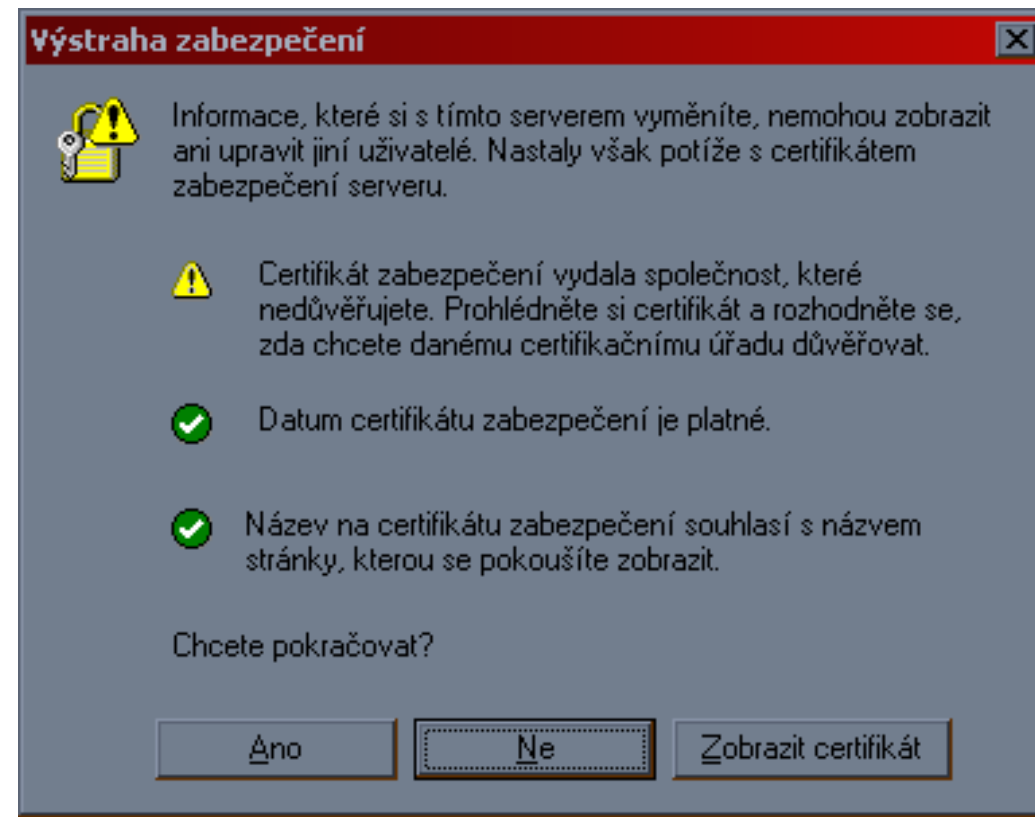 Výstraha zabezpečení
Informace, které si s tímto serverem vyměníte, nemohou zobrazit
ani upravit jiní uživatelé. Nastaly však potíže s certifikátem
zabezpečení serveru.
Certifikát zabezpečení vydala společnost, které
nedůvěřujete. Prohlédněte si certifikát a rozhodněte se,
zda chcete danému certifikačnímu úřadu důvěřovat.
Datum certifikátu zabezpečení je platné.
Název na certifikátu zabezpečení souhlasí s názvem
stránky, kterou se pokoušíte zobrazit.
Chcete pokračovat?
Ano Ne Zobrazit certifikát